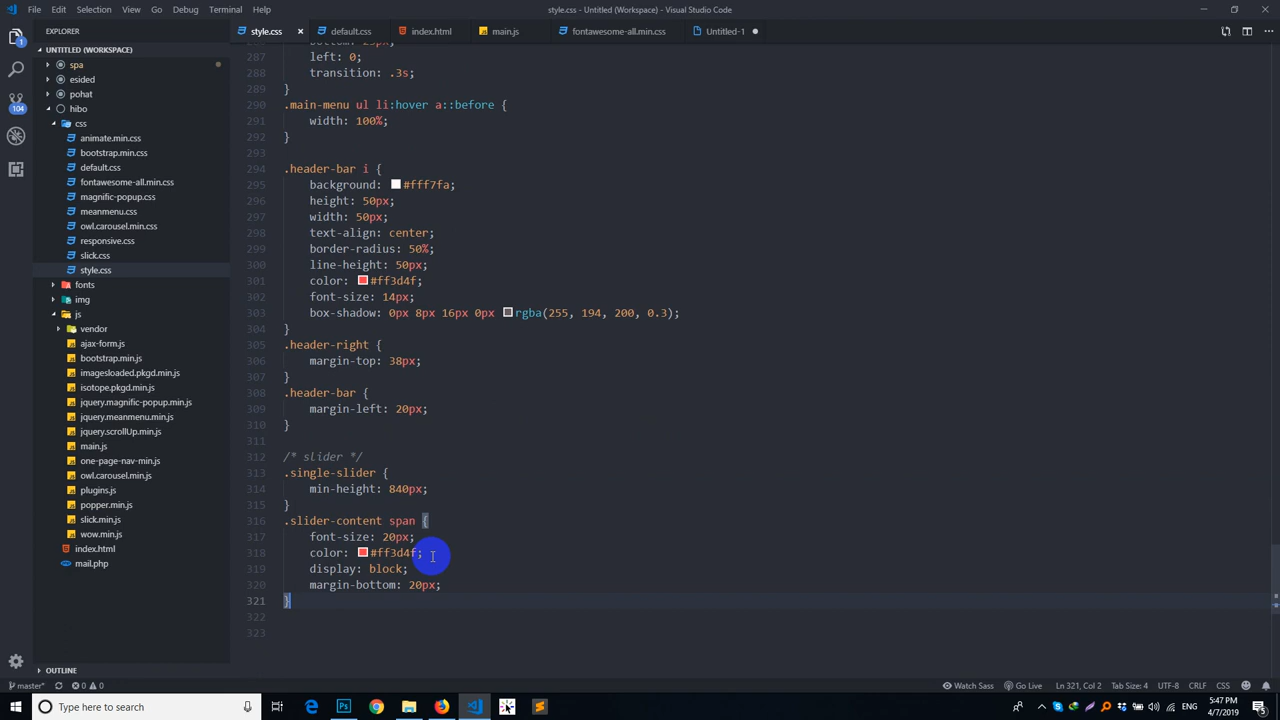 File Edit Selection View Go Debug Terminal Help
style.css - Untitled (Workspace) - Visual Studio Code
EXPLORER
style.css × default.css index.html main.js fontawesome-all.min.css Untitled-1
UNTITLED (WORKSPACE)
spa
esided
pohat
hibo
css
animate.min.css
bootstrap.min.css
default.css
fontawesome-all.min.css
magnific-popup.css
meanmenu.css
owl.carousel.min.css
responsive.css
slick.css
style.css
fonts
img
js
vendor
ajax-form.js
bootstrap.min.js
imagesloaded.pkgd.min.js
isotope.pkgd.min.js
jquery.magnific-popup.min.js
jquery.meanmenu.min.js
jquery.scrollUp.min.js
main.js
one-page-nav-min.js
owl.carousel.min.js
plugins.js
popper.min.js
slick.min.js
wow.min.js
index.html
mail.php
OUTLINE
1
104
287 left: 0;
288 transition: .3s;
289 }
290 .main-menu ul li:hover a::before {
291 width: 100%;
292 }
293
294 .header-bar i {
295 background: #fff7fa;
296 height: 50px;
297 width: 50px;
298 text-align: center;
299 border-radius: 50%;
300 line-height: 50px;
301 color: #ff3d4f;
302 font-size: 14px;
303 box-shadow: 0px 8px 16px 0px rgba(255, 194, 200, 0.3);
304 }
305 .header-right {
306 margin-top: 38px;
307 }
308 .header-bar {
309 margin-left: 20px;
310 }
311
312 /* slider */
313 .single-slider {
314 min-height: 840px;
315 }
316 .slider-content span {
317 font-size: 20px;
318 color: #ff3d4f;
319 display: block;
320 margin-bottom: 20px;
321 }
322
323
master* 0 0
Watch Sass Go Live Ln 321, Col 2 Tab Size: 4 UTF-8 CRLF CSS
Type here to search
ENG
5:47 PM
4/7/2019
5